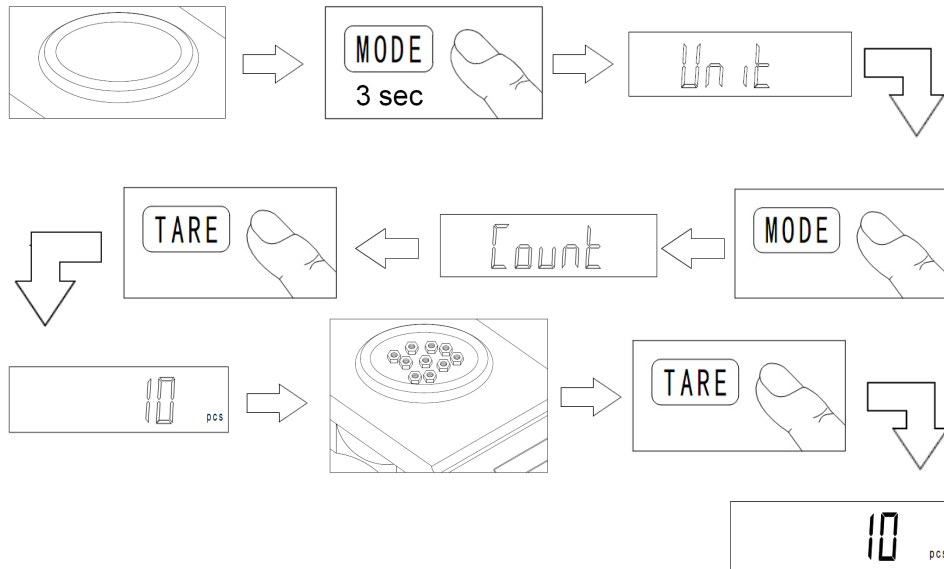 MODE
3 sec
Unit
MODE
Count
TARE
10 pcs
TARE
10 pcs